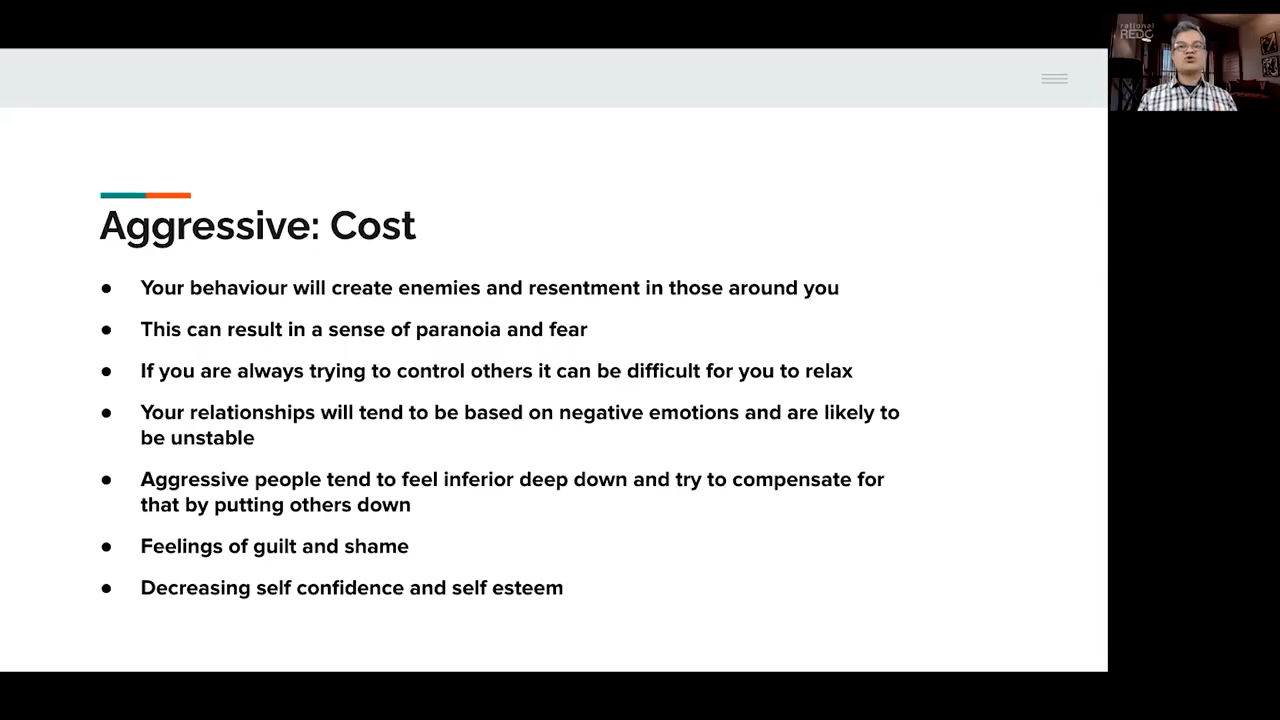 rational
REDC
Aggressive: Cost
● Your behaviour will create enemies and resentment in those around you
● This can result in a sense of paranoia and fear
● If you are always trying to control others it can be difficult for you to relax
● Your relationships will tend to be based on negative emotions and are likely to
be unstable
● Aggressive people tend to feel inferior deep down and try to compensate for
that by putting others down
● Feelings of guilt and shame
● Decreasing self confidence and self esteem